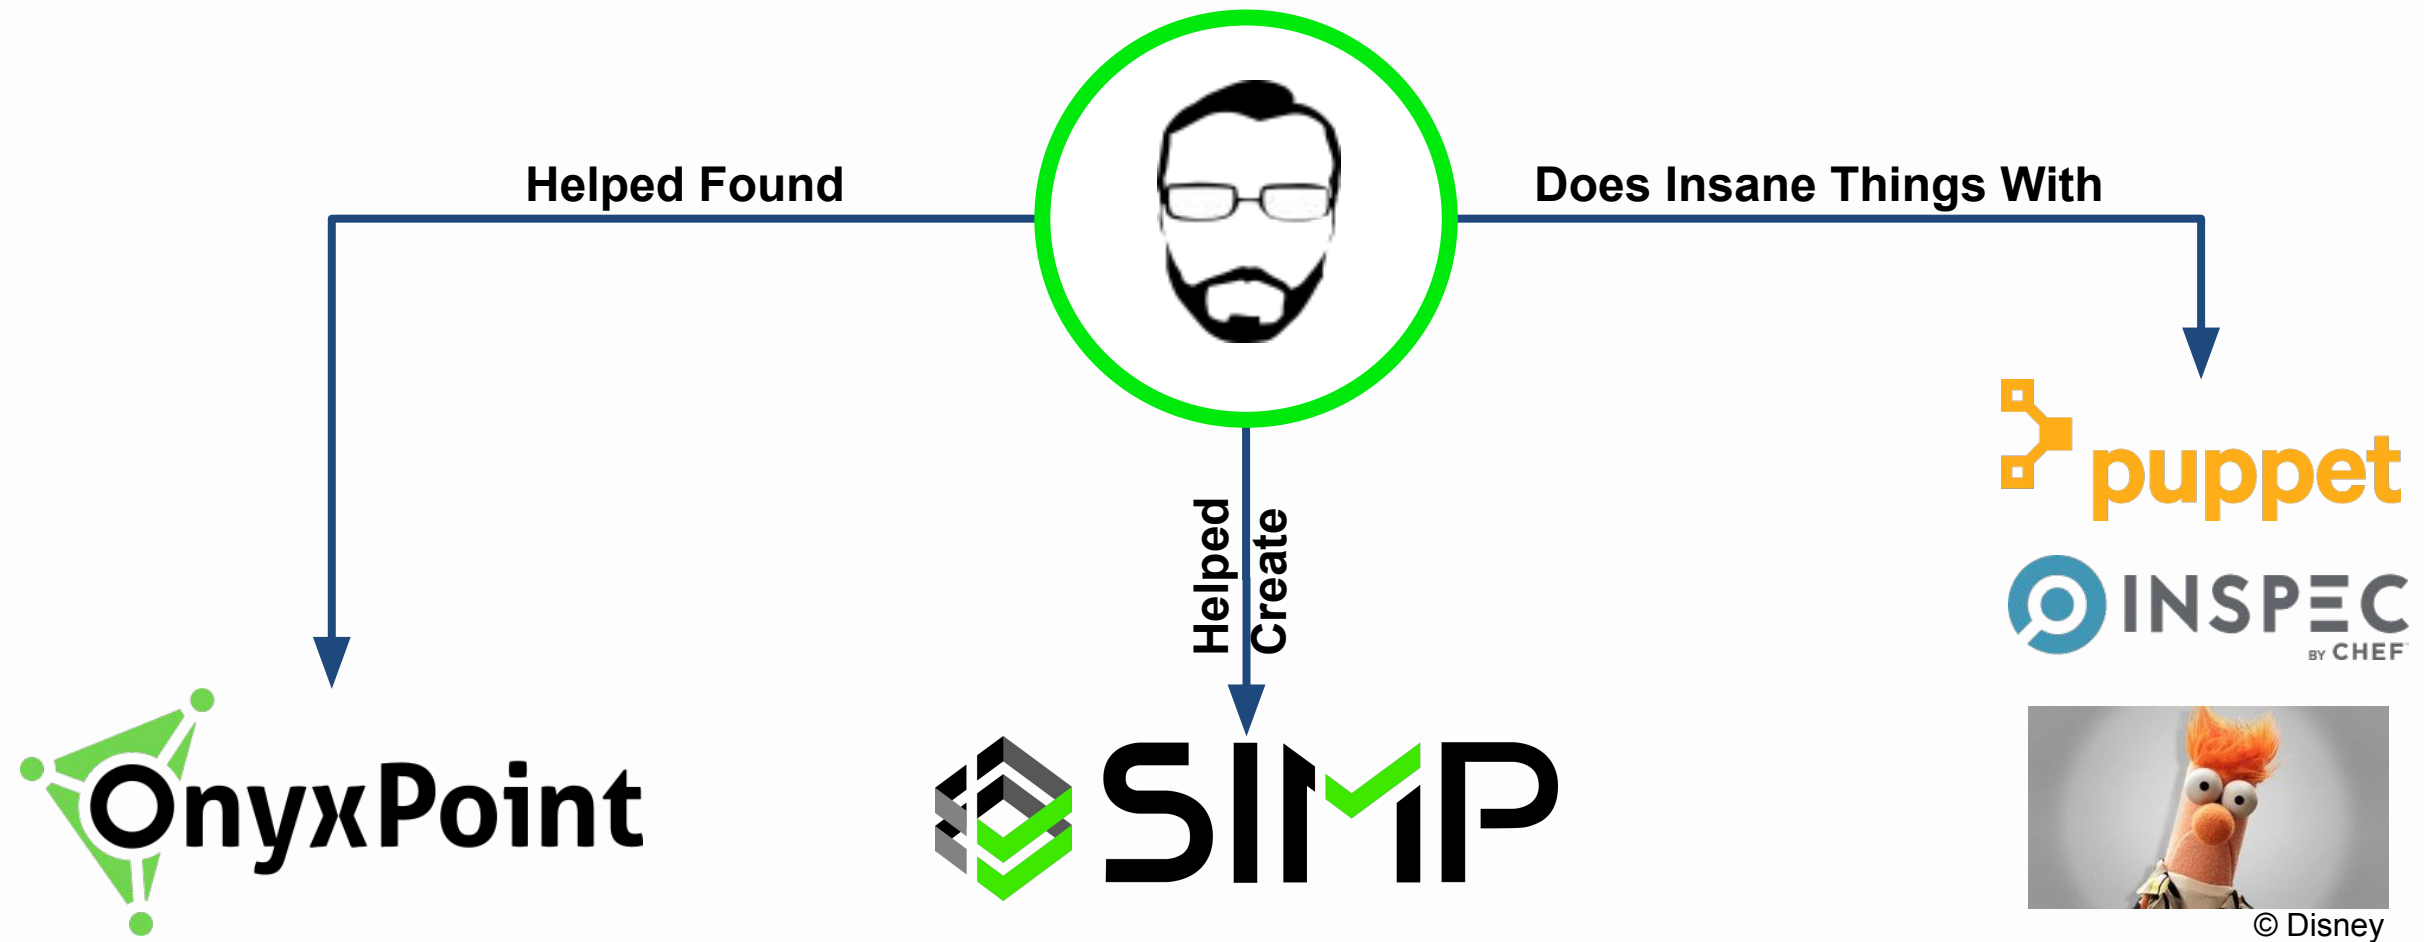 Helped Found
Does Insane Things With
Helped
Create
puppet
INSPEC
BY CHEF
OnyxPoint
SIMP
© Disney